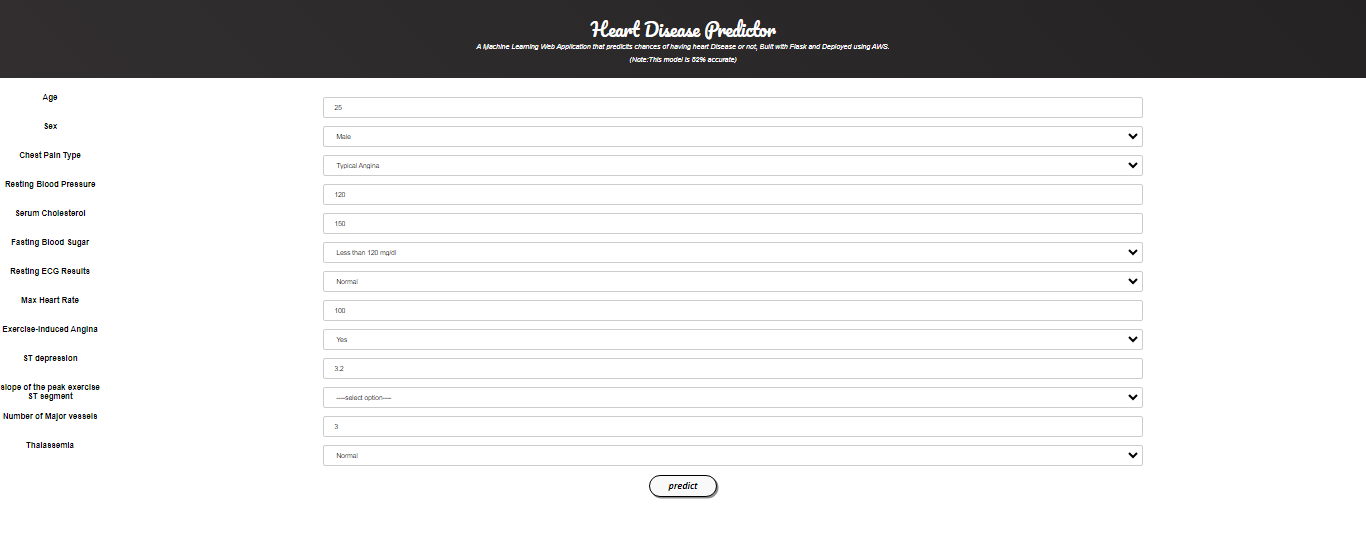 Heart Disease Predictor
A Machine Learning Web Application that predicits chances of having heart Disease or not, Built with Flask and Deployed using AWS.
(Note:This model is 52% accurate)
Age
25
Sex
Male
Chest Pain Type
Typical Angina
Resting Blood Pressure
120
Serum Cholesterol
150
Fasting Blood Sugar
Less than 120 mg/dl
Resting ECG Results
Normal
Max Heart Rate
100
Exercise-induced Angina
Yes
ST depression
3.2
slope of the peak exercise
ST segment
----select option----
Number of Major vessels
3
Thalassemia
Normal
predict